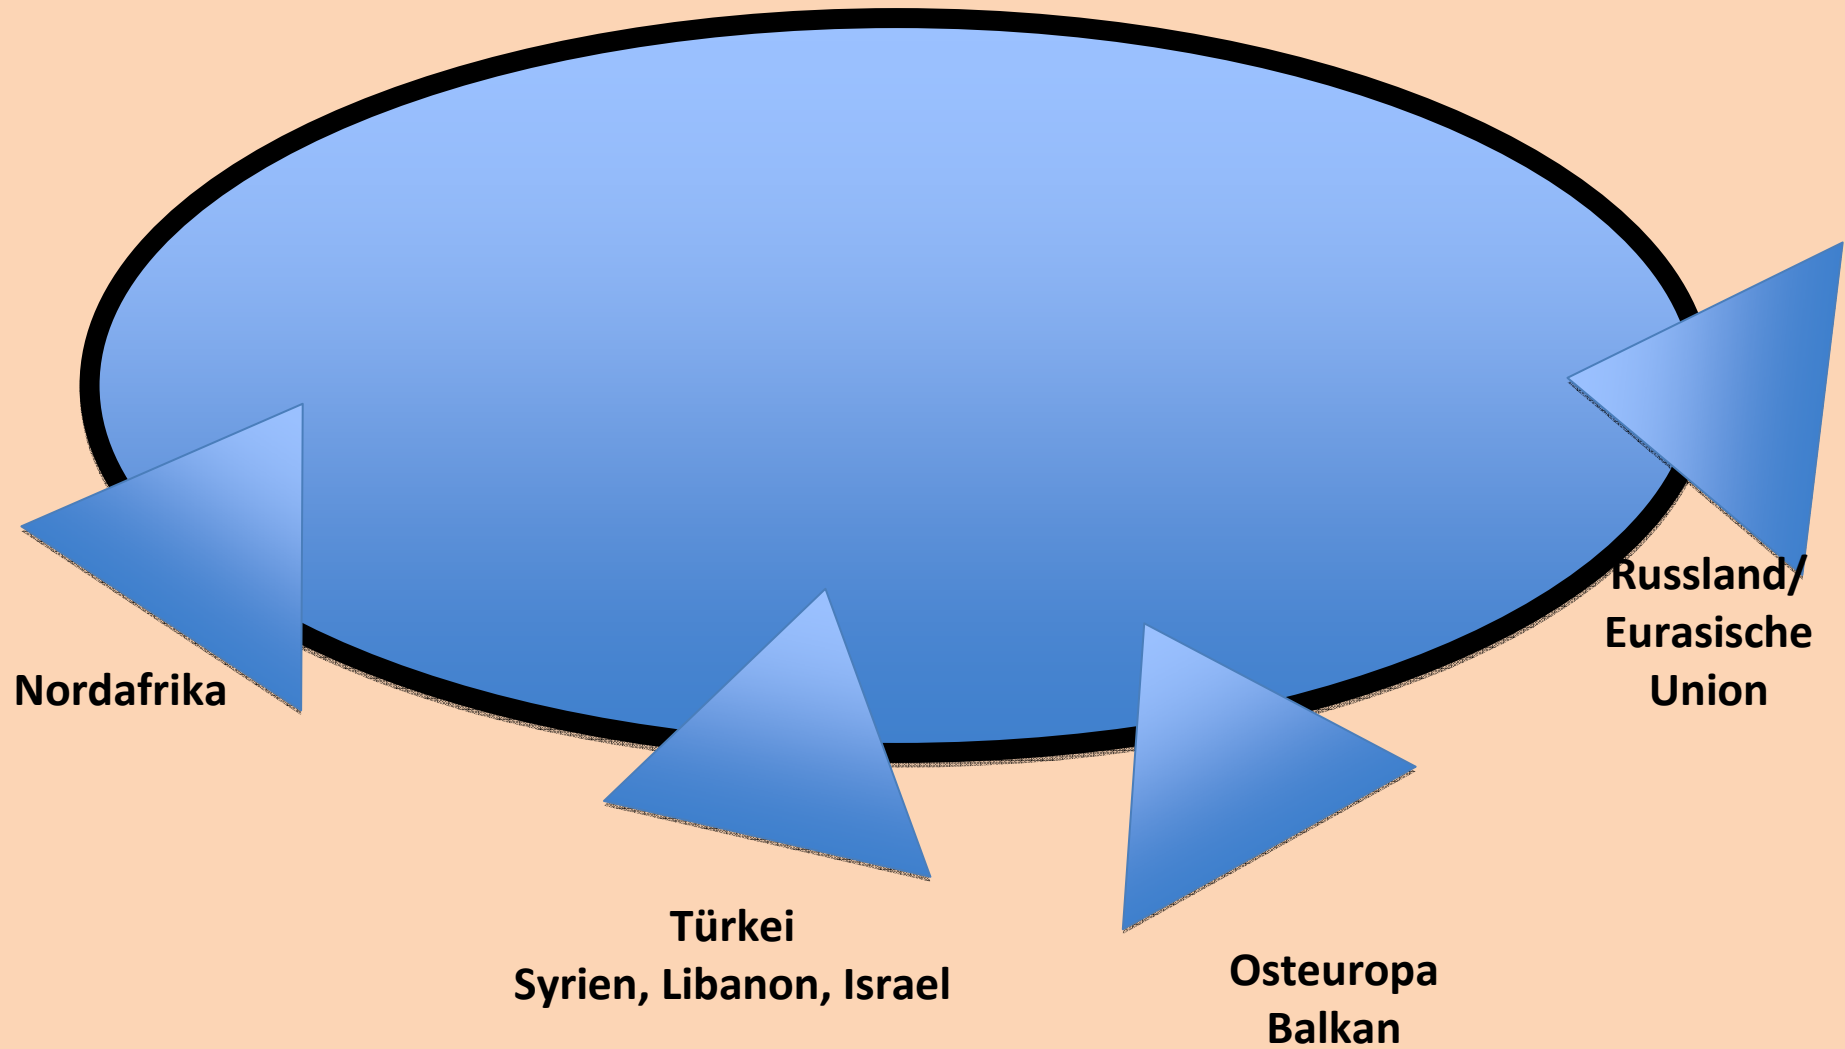 Nordafrika
Türkei
Syrien, Libanon, Israel
Osteuropa
Balkan
Russland/
Eurasische
Union